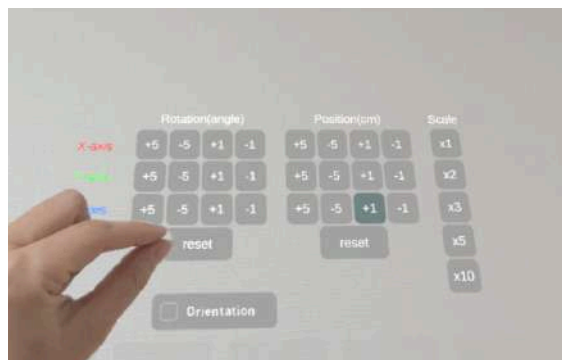 Rotation(angle) Position(cm) Scale
X-axis +5 -5 +1 -1 +5 -5 +1 -1 x1
+5 -5 +1 -1 +5 -5 +1 -1 x2
+5 -5 +1 -1 +5 -5 +1 -1 x3
reset reset x5
x10
Orientation